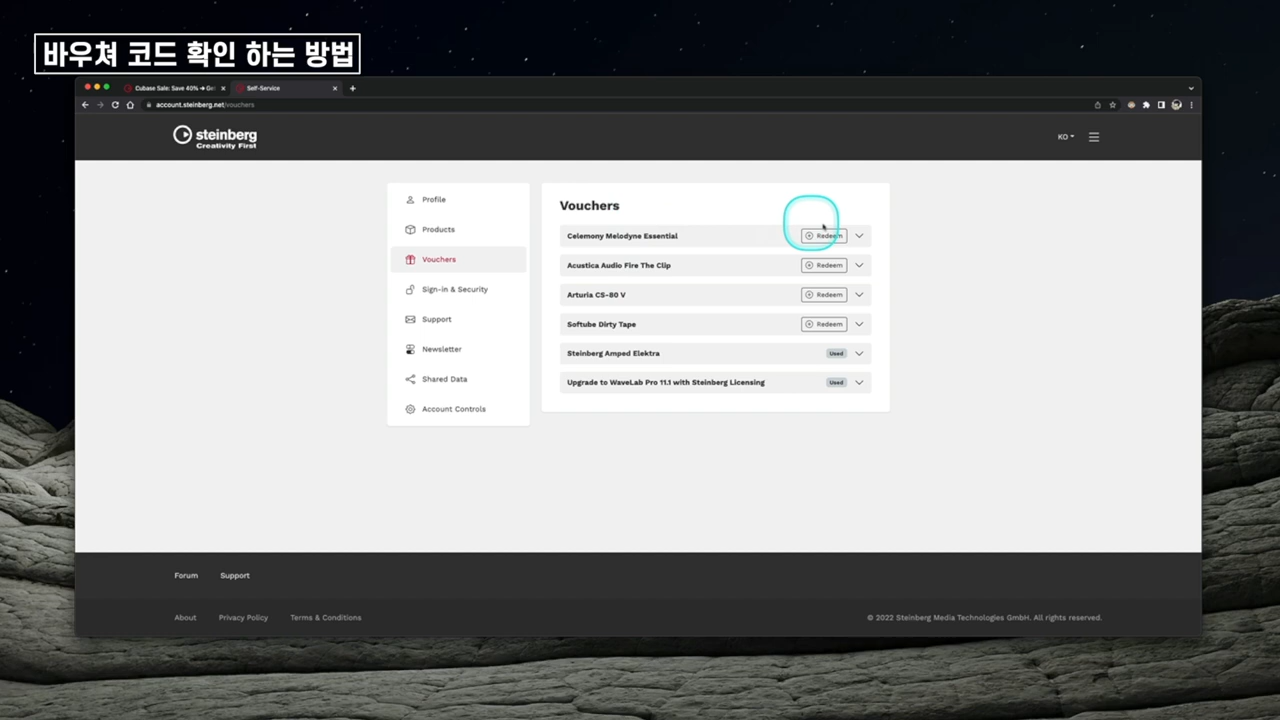 바우쳐 코드 확인 하는 방법
Cubase Sale: Save 40% → Get
Self-Service
account.steinberg.net/vouchers
steinberg
Creativity First
KO
Profile
Products
Vouchers
Sign-in & Security
Support
Newsletter
Shared Data
Account Controls
Vouchers
Celemony Melodyne Essential
Redeem
Acustica Audio Fire The Clip
Redeem
Arturia CS-80 V
Redeem
Softube Dirty Tape
Redeem
Steinberg Amped Elektra
Used
Upgrade to WaveLab Pro 11.1 with Steinberg Licensing
Used
Forum
Support
About
Privacy Policy
Terms & Conditions
© 2022 Steinberg Media Technologies GmbH. All rights reserved.